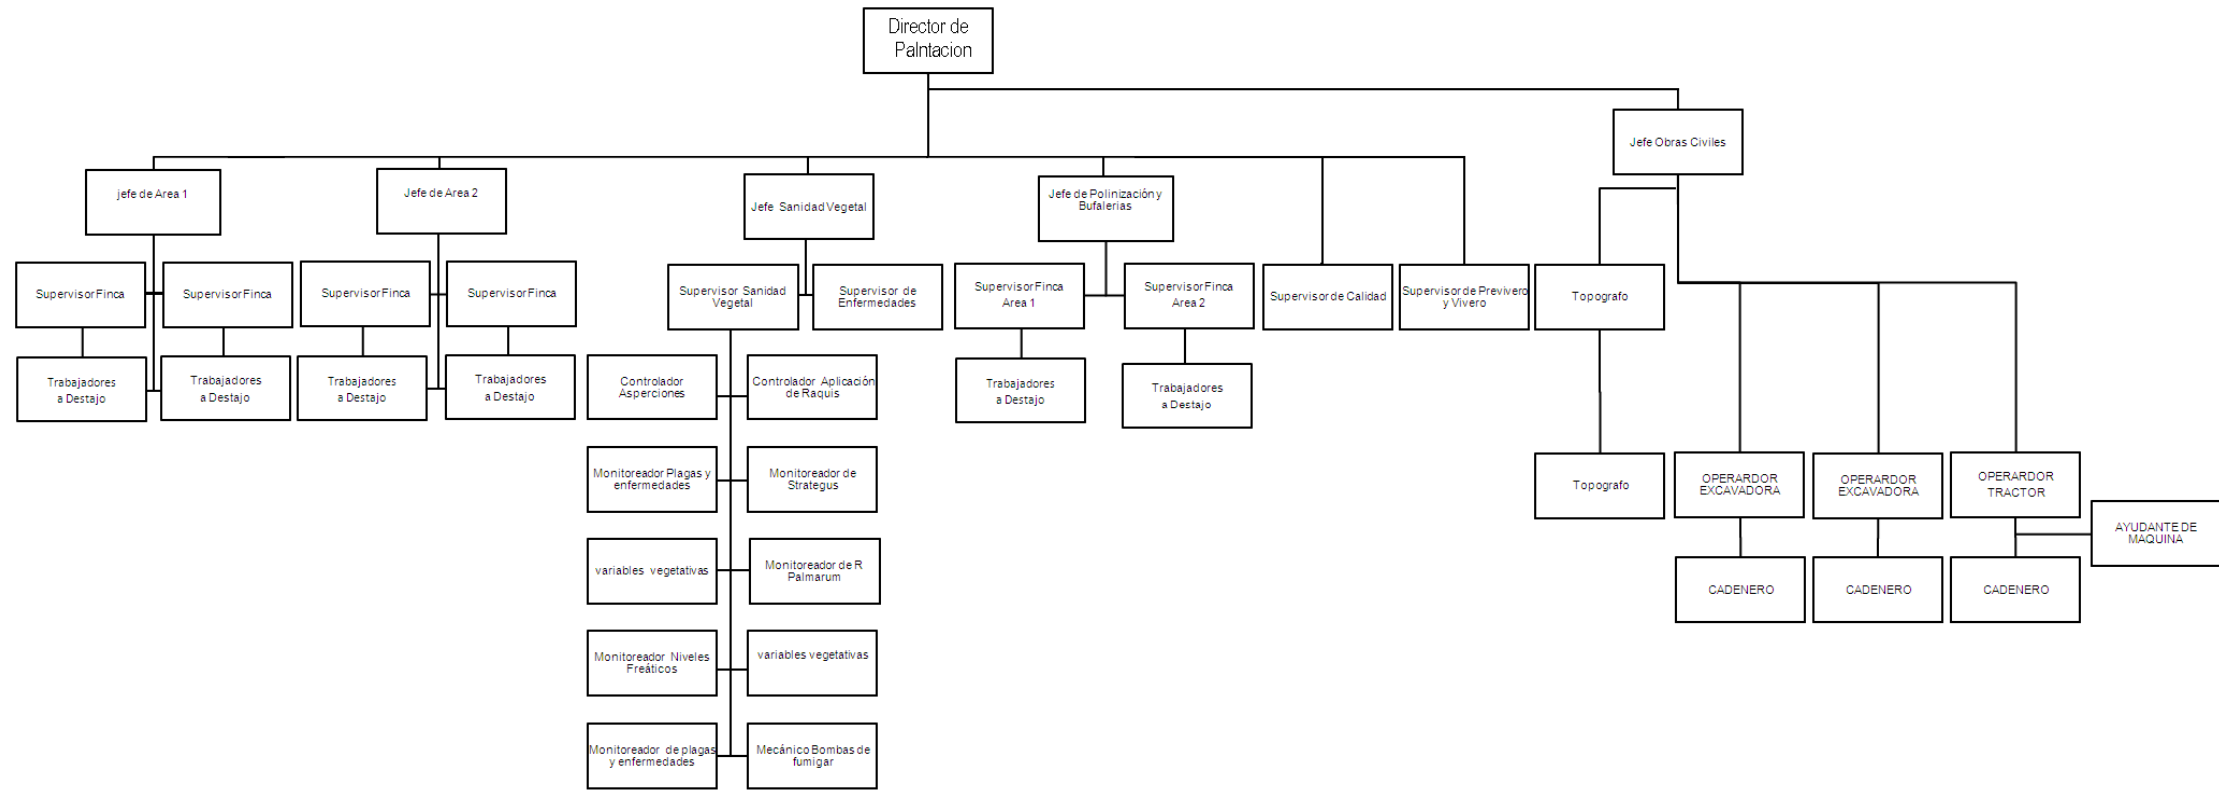 Director de
Palntacion
Jefe Obras Civiles
jefe de Area 1
Jefe de Area 2
Jefe Sanidad Vegetal
Jefe de Polinización y
Bufalerias
Supervisor Finca
Supervisor Finca
Supervisor Finca
Supervisor Finca
Supervisor Sanidad
Vegetal
Supervisor de
Enfermedades
Supervisor Finca
Area 1
Supervisor Finca
Area 2
Supervisor de Calidad
Supervisor de Previvero
y Vivero
Topografo
Trabajadores
a Destajo
Trabajadores
a Destajo
Trabajadores
a Destajo
Trabajadores
a Destajo
Controlador
Asperciones
Controlador Aplicación
de Raquis
Trabajadores
a Destajo
Trabajadores
a Destajo
Monitoreador Plagas y
enfermedades
Monitoreador de
Strategus
Topografo
OPERARDOR
EXCAVADORA
OPERARDOR
EXCAVADORA
OPERARDOR
TRACTOR
AYUDANTE DE
MAQUINA
variables vegetativas
Monitoreador de R
Palmarum
CADENERO
CADENERO
CADENERO
Monitoreador Niveles
Freáticos
variables vegetativas
Monitoreador de plagas
y enfermedades
Mecánico Bombas de
fumigar